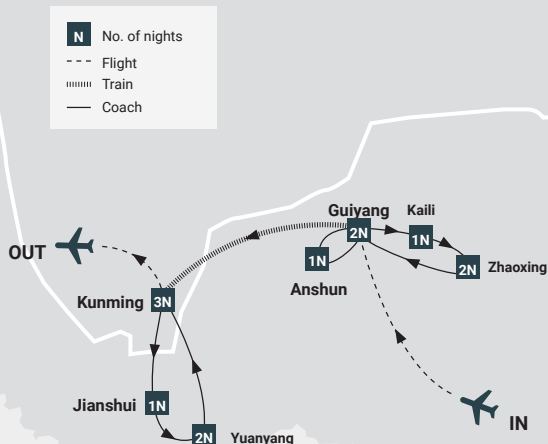 N No. of nights
Flight
Train
Coach
Guiyang
Kaili
2N
1N
OUT
1N
2N Zhaoxing
Anshun
Kunming 3N
Jianshui 1N
IN
2N Yuanyang